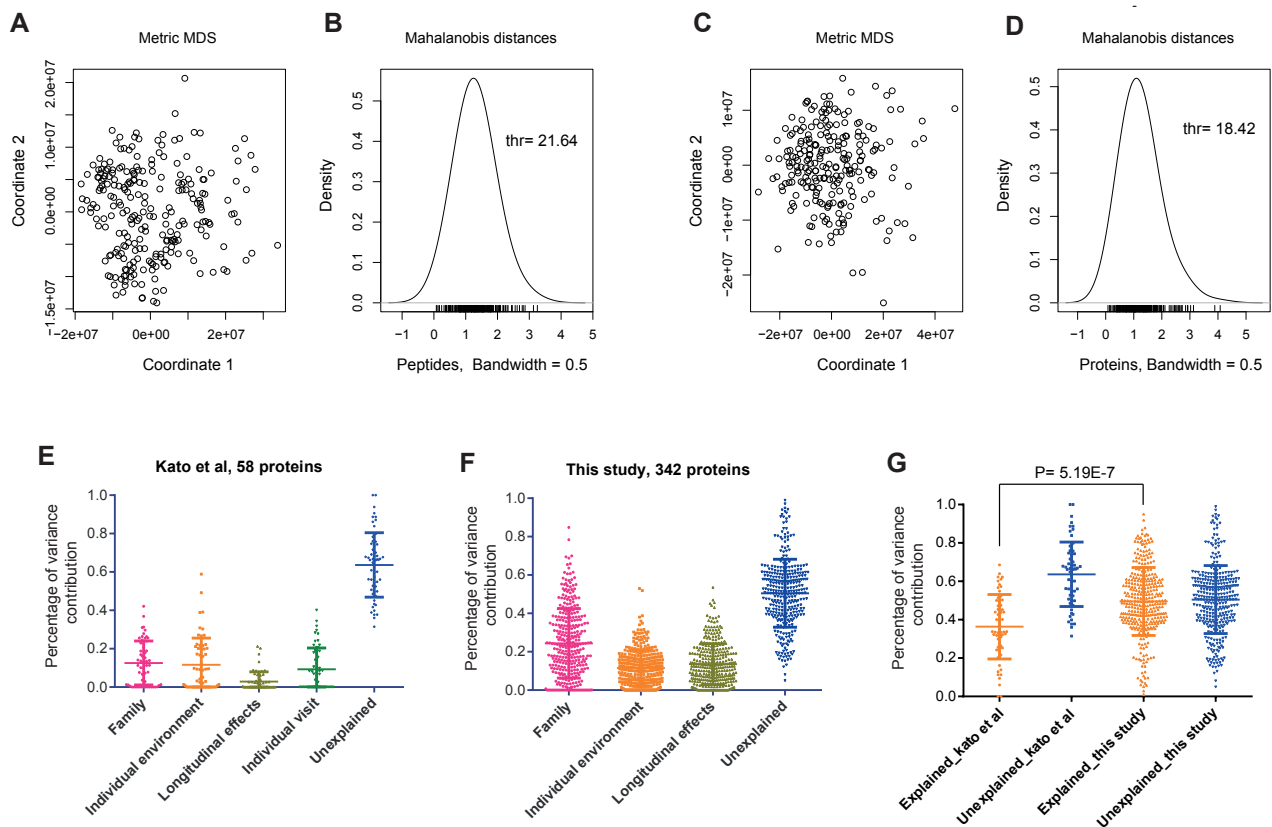 A
Metric MDS
Coordinate 2
−1.5e+07
0.0e+00
1.0e+07
2.0e+07
−2e+07
0e+00
2e+07
Coordinate 1
B
Mahalanobis distances
thr= 21.64
Density
0.0
0.1
0.2
0.3
0.4
0.5
−1
0
1
2
3
4
5
Peptides, Bandwidth = 0.5
C
Metric MDS
Coordinate 2
−2e+07
−1e+07
0e+00
1e+07
−2e+07
0e+00
2e+07
4e+07
Coordinate 1
D
Mahalanobis distances
thr= 18.42
Density
0.0
0.1
0.2
0.3
0.4
0.5
−1
0
1
2
3
4
5
Proteins, Bandwidth = 0.5
E
Kato et al, 58 proteins
Percentage of variance
contribution
1.0
0.8
0.6
0.4
0.2
0.0
Family
Individual environment
Longitudinal effects
Individual visit
Unexplained
F
This study, 342 proteins
Percentage of variance
contribution
1.0
0.8
0.6
0.4
0.2
0.0
Family
Individual environment
Longitudinal effects
Unexplained
G
P= 5.19E-7
Percentage of variance
contribution
1.0
0.8
0.6
0.4
0.2
0.0
Explained_kato et al
Unexplained_kato et al
Explained_this study
Unexplained_this study